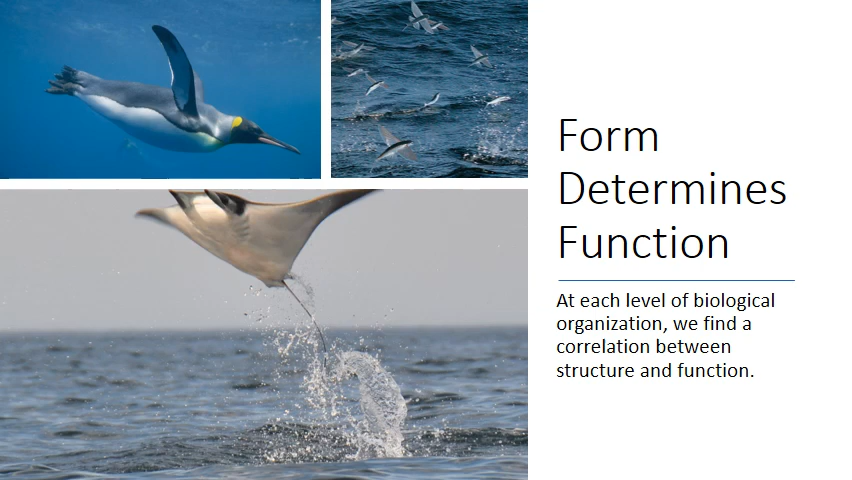 Form
Determines
Function
At each level of biological
organization, we find a
correlation between
structure and function.